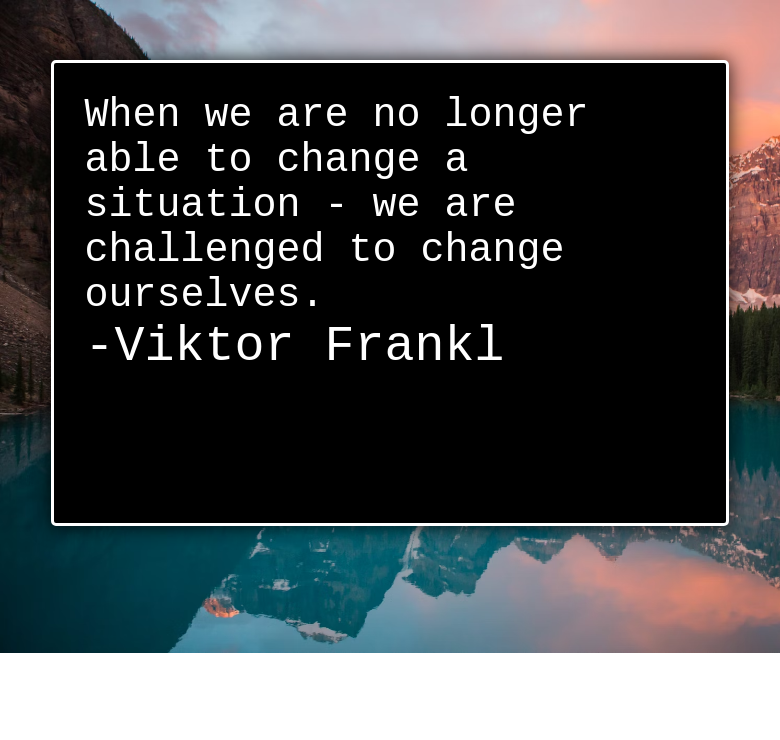 When we are no longer
able to change a
situation - we are
challenged to change
ourselves.
-Viktor Frankl